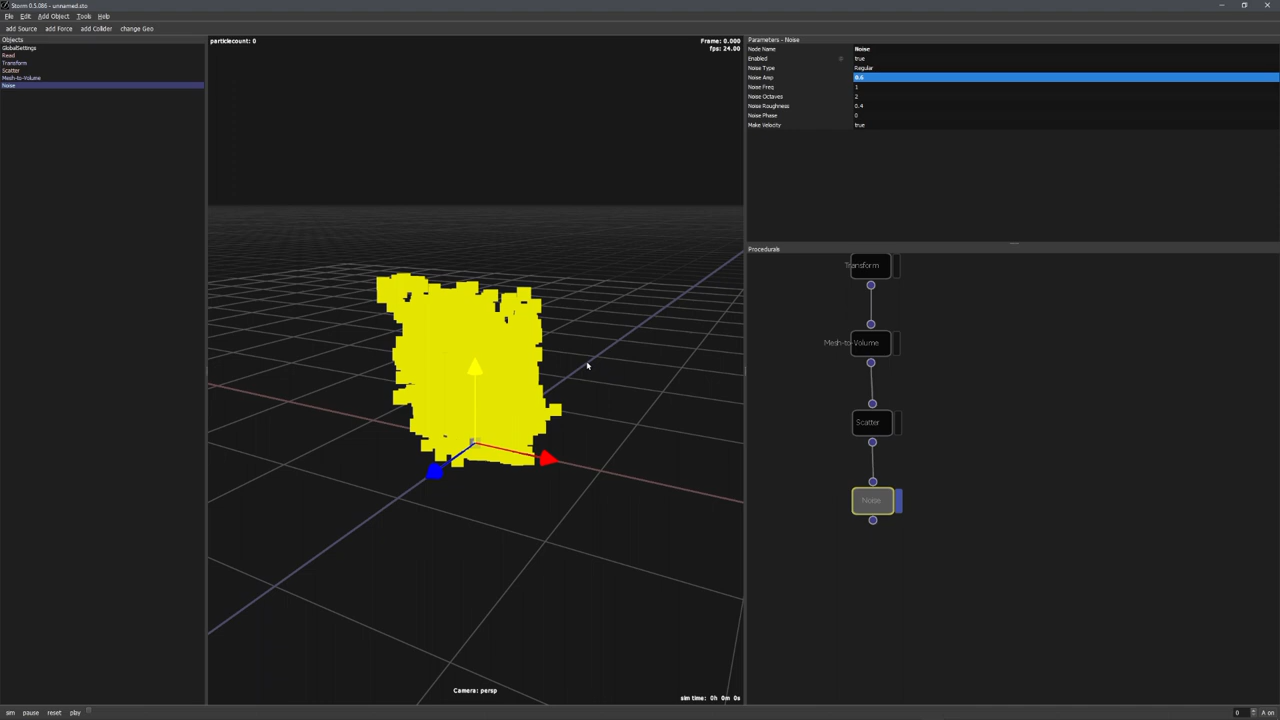 Storm 0.5.086 - unnamed.sto
File Edit Add Object Tools Help
add Source add Force add Collider change Geo
Objects
GlobalSettings
Read
Transform
Scatter
Mesh-to-Volume
Noise
particlecount: 0
Frame: 0.000
fps: 24.00
Camera: persp
sim time: 0h 0m 0s
Parameters - Noise
Node Name Noise
Enabled true
Noise Type Regular
Noise Amp 0.6
Noise Freq 1
Noise Octaves 2
Noise Roughness 0.4
Noise Phase 0
Make Velocity true
Procedurals
Transform
Mesh-to-Volume
Scatter
Noise
sim pause reset play
0 A on